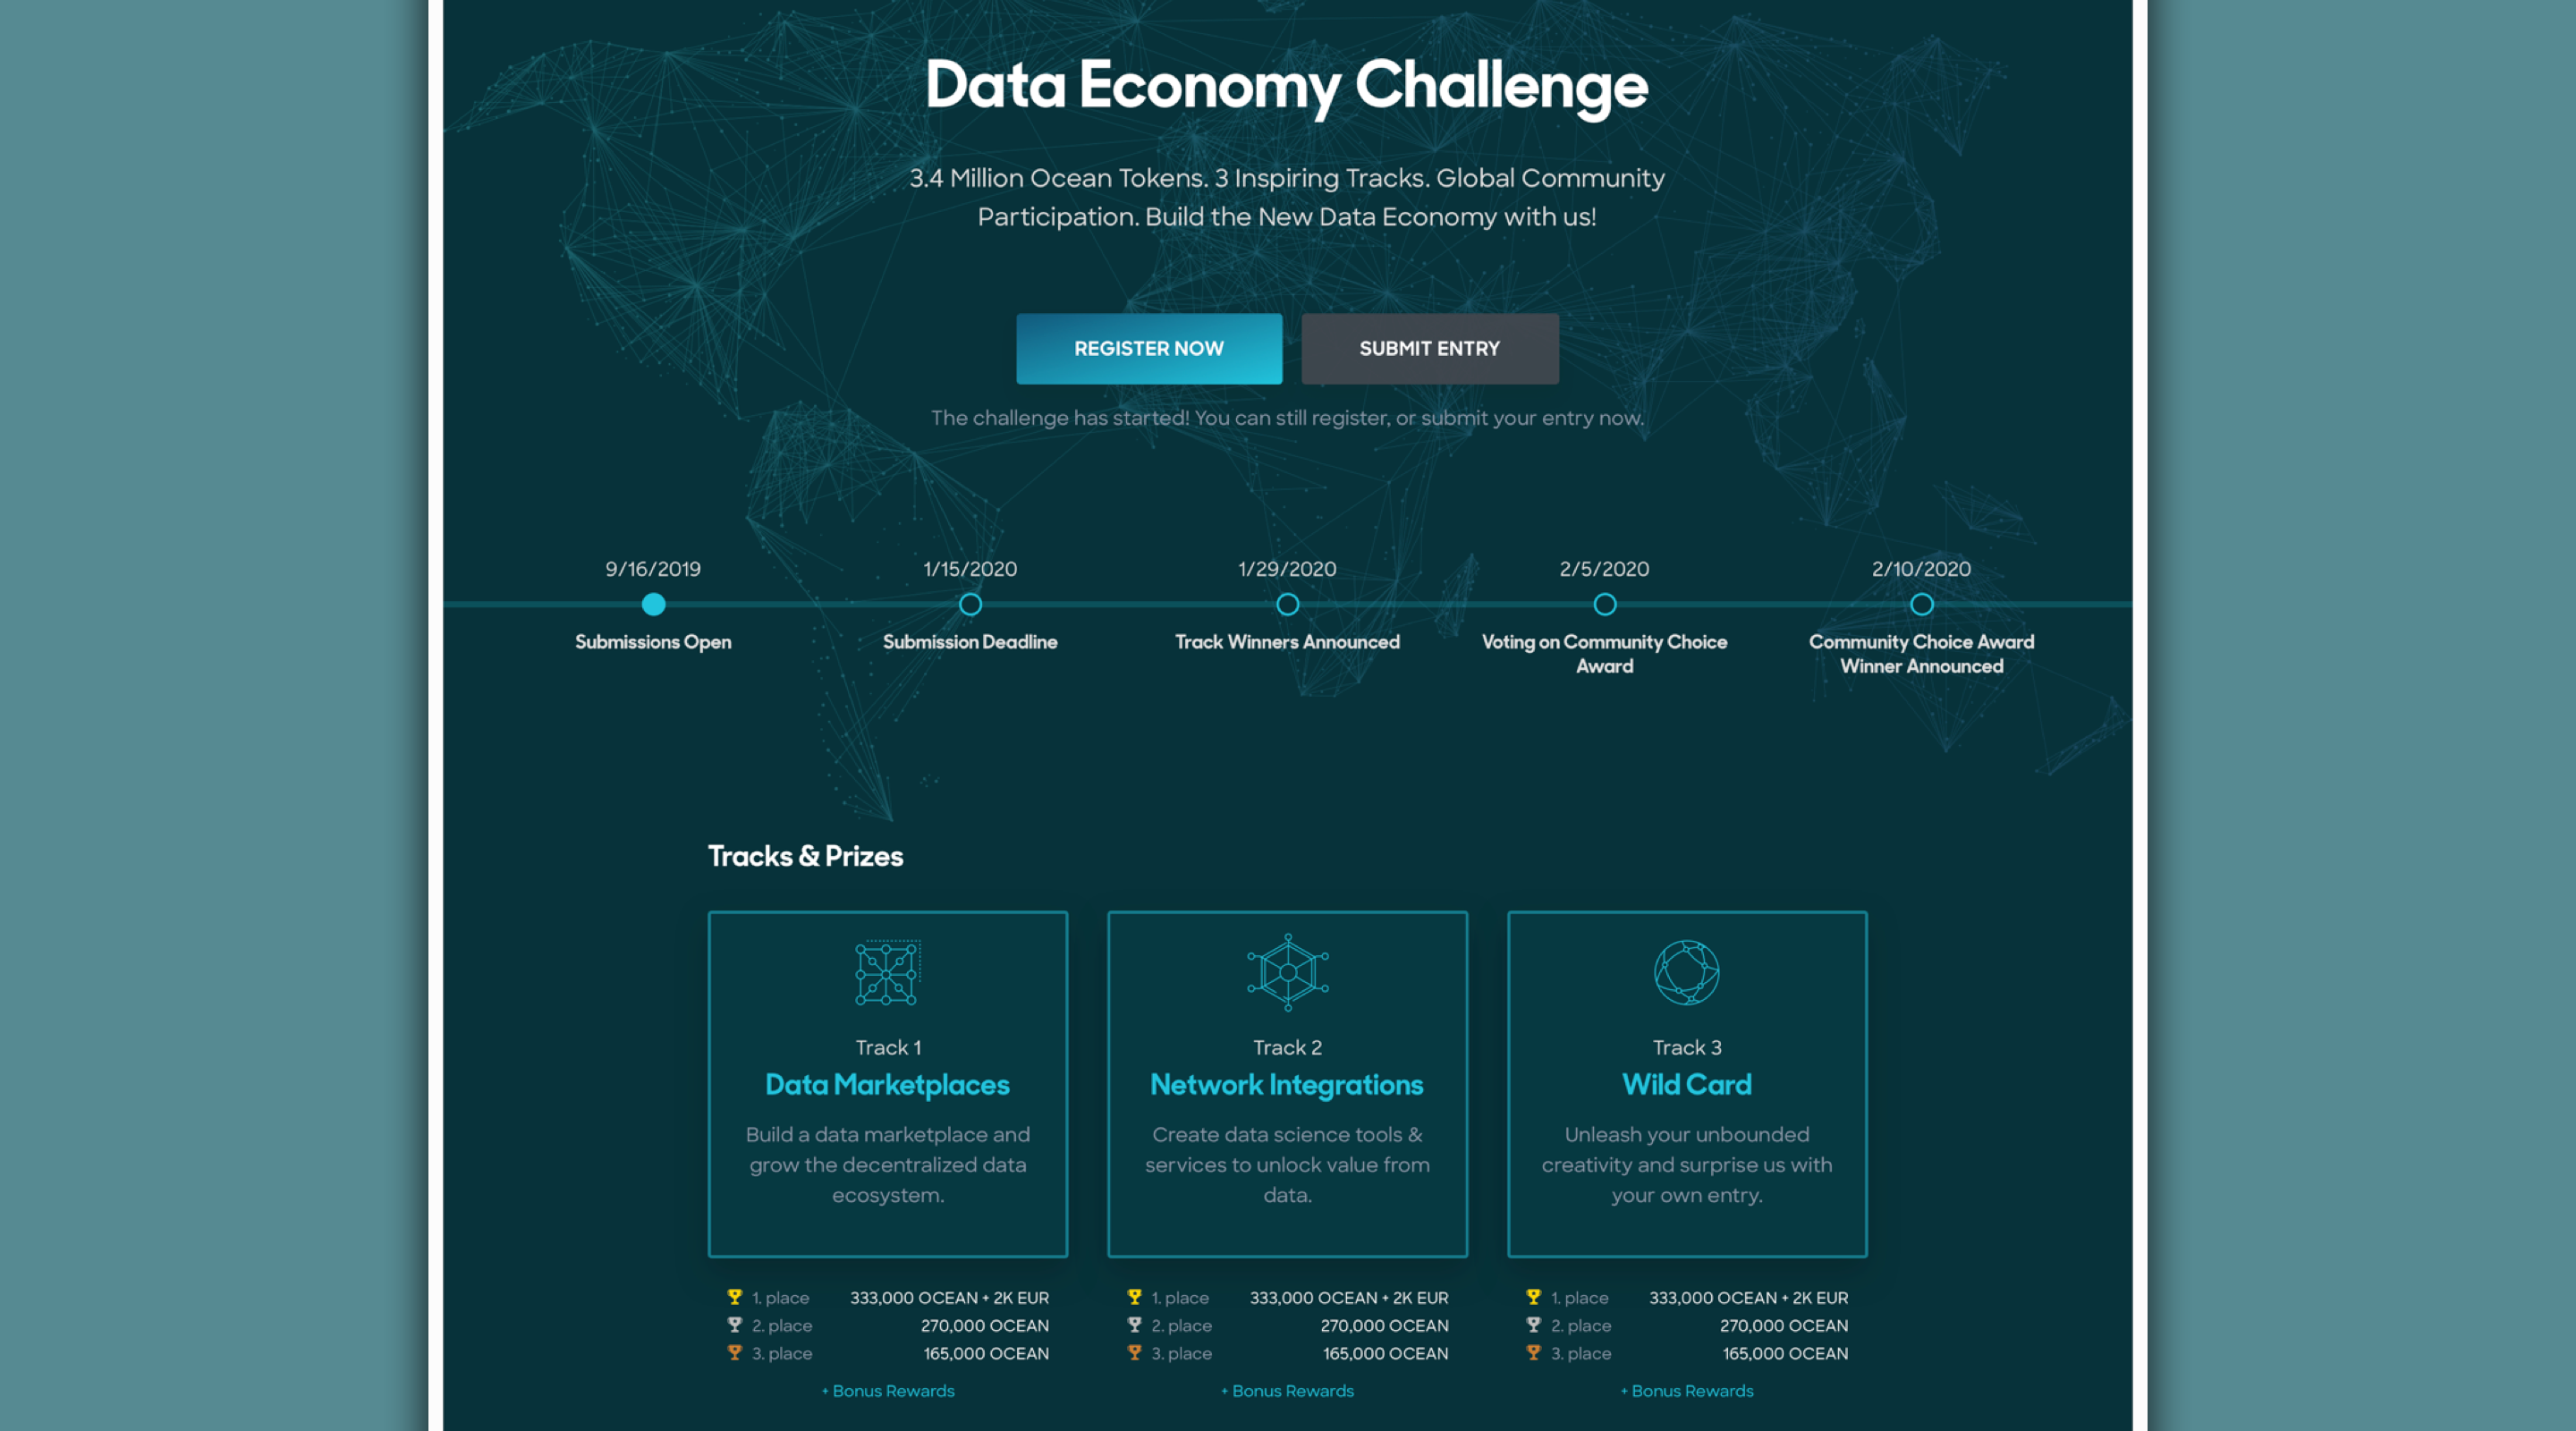 Data Economy Challenge
3.4 Million Ocean Tokens. 3 Inspiring Tracks. Global Community
Participation. Build the New Data Economy with us!
REGISTER NOW
SUBMIT ENTRY
The challenge has started! You can still register, or submit your entry now.
9/16/2019
Submissions Open
1/15/2020
Submission Deadline
1/29/2020
Track Winners Announced
2/5/2020
Voting on Community Choice
Award
2/10/2020
Community Choice Award
Winner Announced
Tracks & Prizes
Track 1
Data Marketplaces
Build a data marketplace and
grow the decentralized data
ecosystem.
1. place 333,000 OCEAN + 2K EUR
2. place 270,000 OCEAN
3. place 165,000 OCEAN
+ Bonus Rewards
Track 2
Network Integrations
Create data science tools &
services to unlock value from
data.
1. place 333,000 OCEAN + 2K EUR
2. place 270,000 OCEAN
3. place 165,000 OCEAN
+ Bonus Rewards
Track 3
Wild Card
Unleash your unbounded
creativity and surprise us with
your own entry.
1. place 333,000 OCEAN + 2K EUR
2. place 270,000 OCEAN
3. place 165,000 OCEAN
+ Bonus Rewards